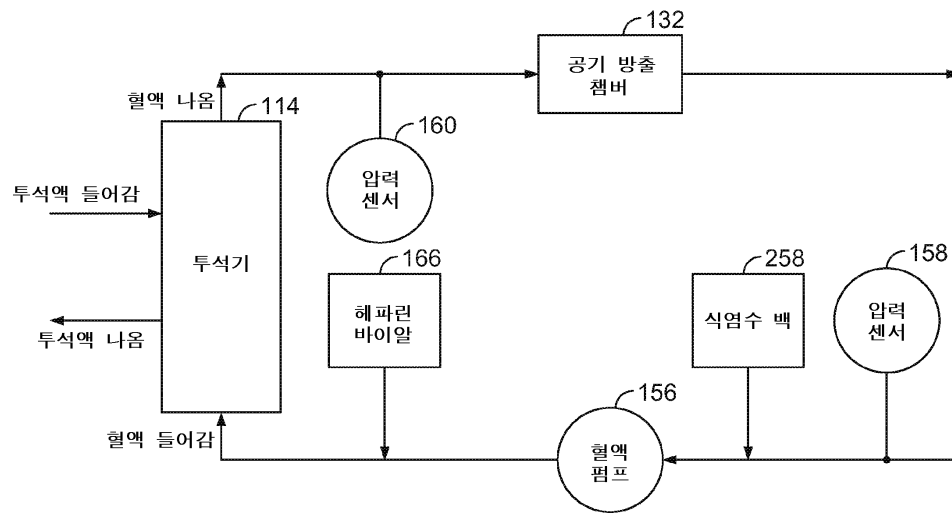 132
공기 방출
챔버
혈액 나옴
114
160
압력
센서
투석액 들어감
투석기
166
헤파린
바이알
258
식염수 백
158
압력
센서
투석액 나옴
혈액 들어감
156
혈액
펌프